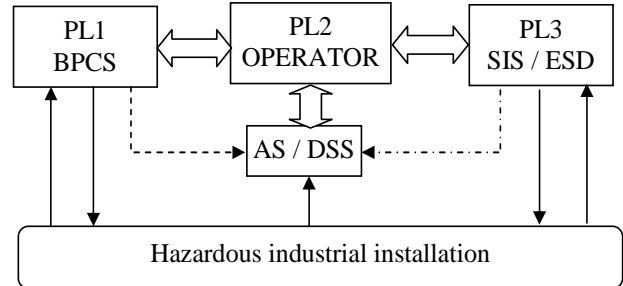 PL1
BPCS
PL2
OPERATOR
PL3
SIS / ESD
AS / DSS
Hazardous industrial installation